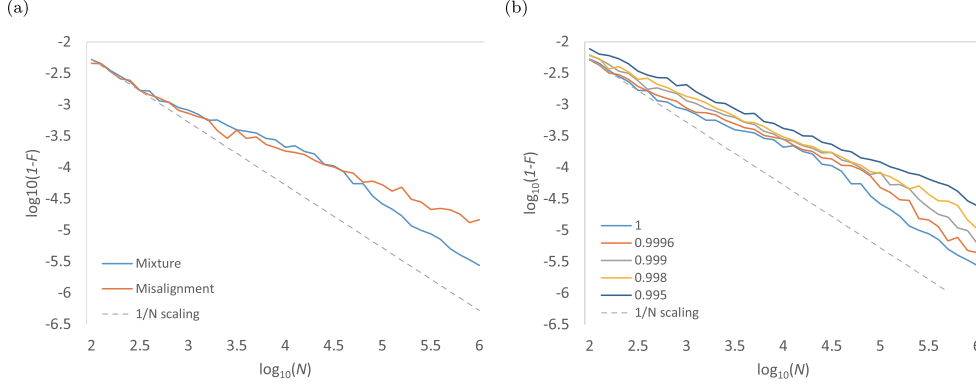 (a)
-2
-2.5
-3
-3.5
-4
-4.5
-5
-5.5
-6
-6.5
log10(1-F)
Mixture
Misalignment
1/N scaling
2 2.5 3 3.5 4 4.5 5 5.5 6
log₁₀(N)
(b)
-2
-2.5
-3
-3.5
-4
-4.5
-5
-5.5
-6
-6.5
log₁₀(1-F)
1
0.9996
0.999
0.998
0.995
1/N scaling
2 2.5 3 3.5 4 4.5 5 5.5 6
log₁₀(N)